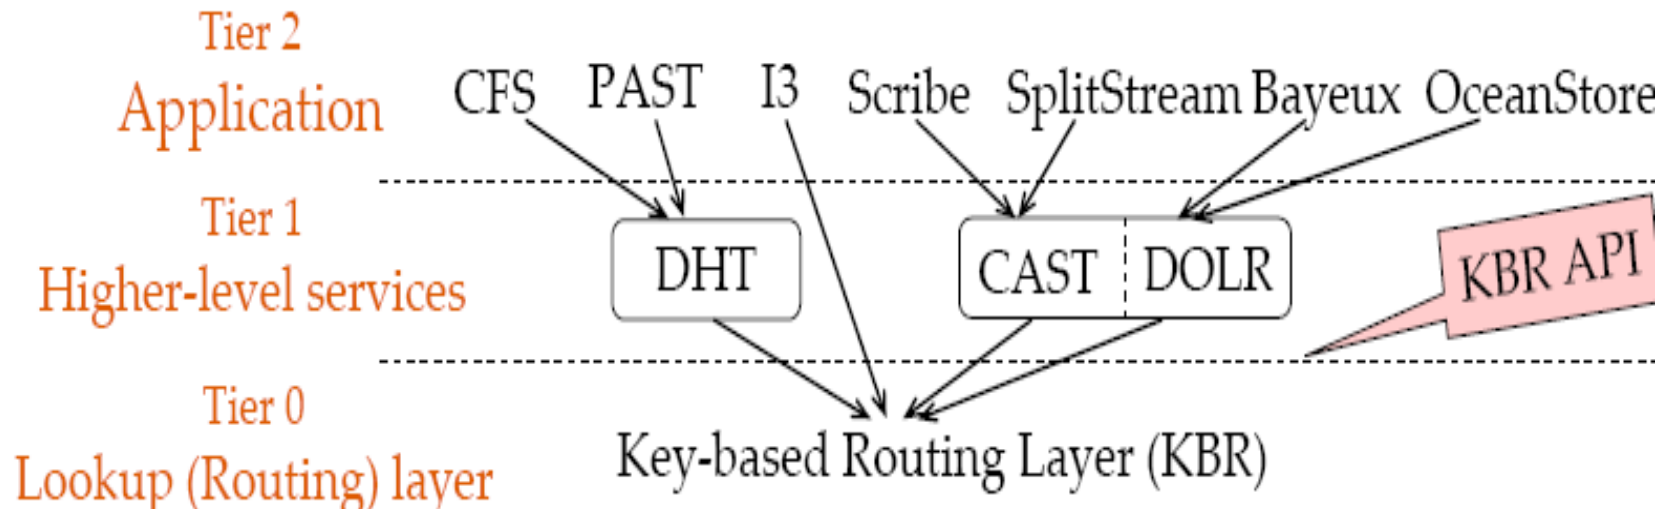 Tier 2
Application
CFS PAST I3 Scribe SplitStream Bayeux OceanStore
Tier 1
Higher-level services
DHT
CAST DOLR
KBR API
Tier 0
Lookup (Routing) layer
Key-based Routing Layer (KBR)